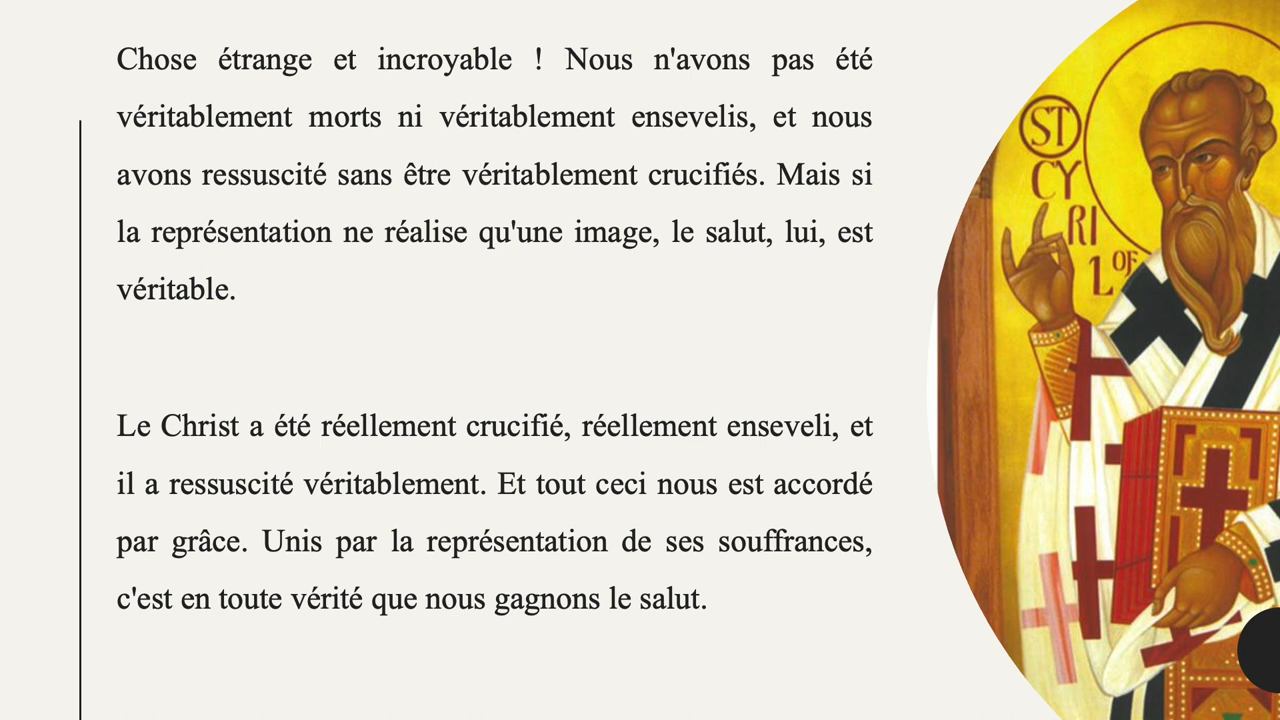 Chose étrange et incroyable ! Nous n'avons pas été
véritablement morts ni véritablement ensevelis, et nous
avons ressuscité sans être véritablement crucifiés. Mais si
la représentation ne réalise qu'une image, le salut, lui, est
véritable.
Le Christ a été réellement crucifié, réellement enseveli, et
il a ressuscité véritablement. Et tout ceci nous est accordé
par grâce. Unis par la représentation de ses souffrances,
c'est en toute vérité que nous gagnons le salut.
ST
CY
RI
L OF